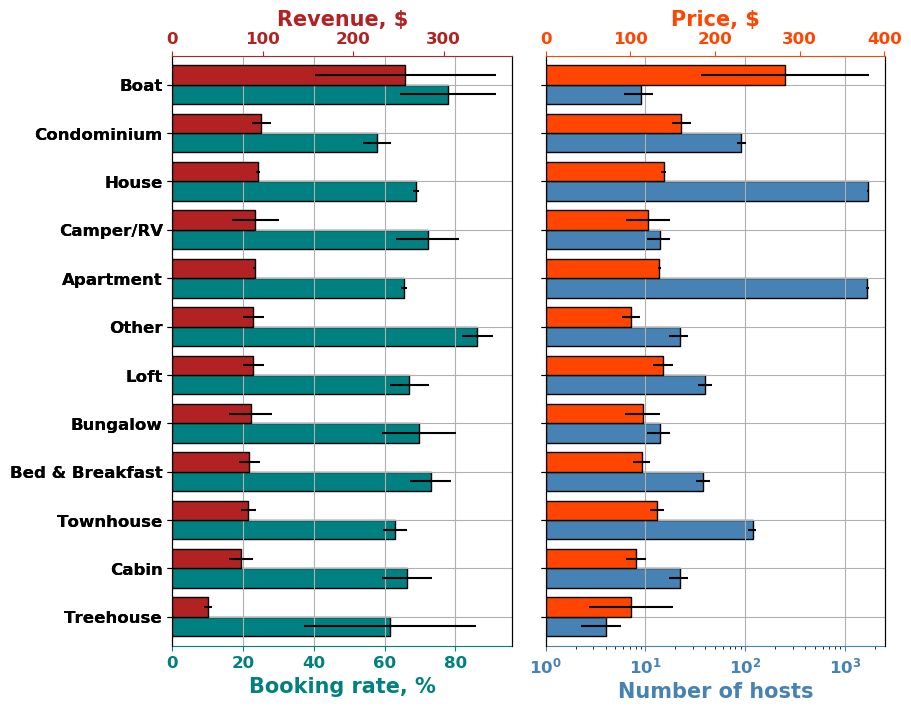 Revenue, $
Price, $
0 100 200 300
0 100 200 300 400
Boat
Condominium
House
Camper/RV
Apartment
Other
Loft
Bungalow
Bed & Breakfast
Townhouse
Cabin
Treehouse
0 20 40 60 80
10⁰ 10¹ 10² 10³
Booking rate, %
Number of hosts